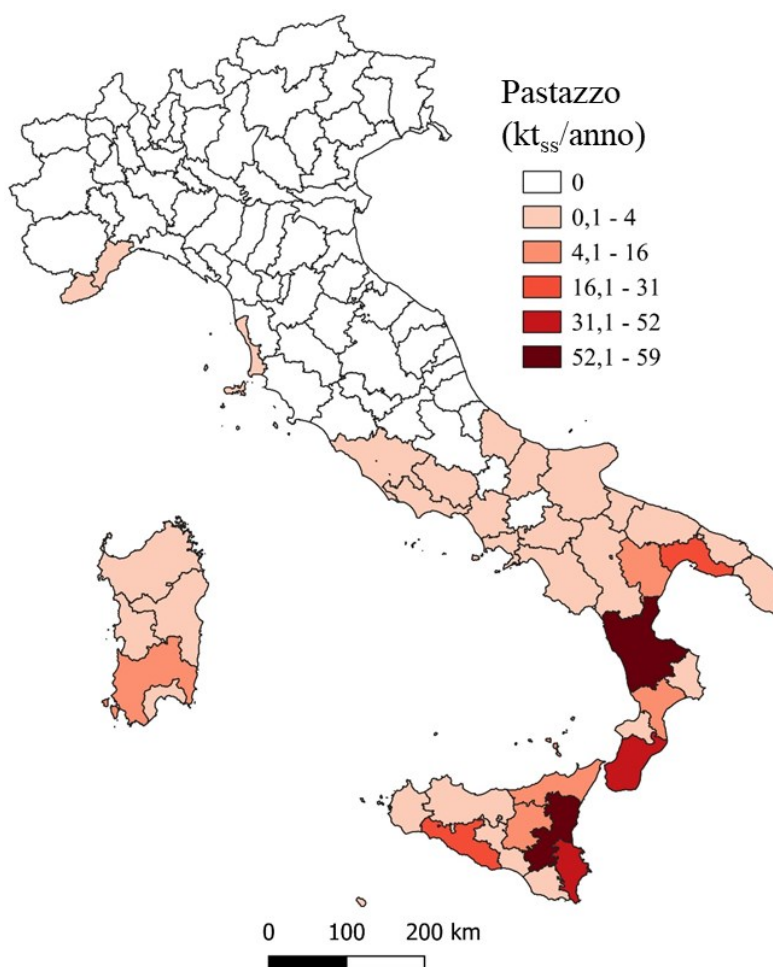 Pastazzo
(ktss/anno)
0
0,1 - 4
4,1 - 16
16,1 - 31
31,1 - 52
52,1 - 59
0 100 200 km